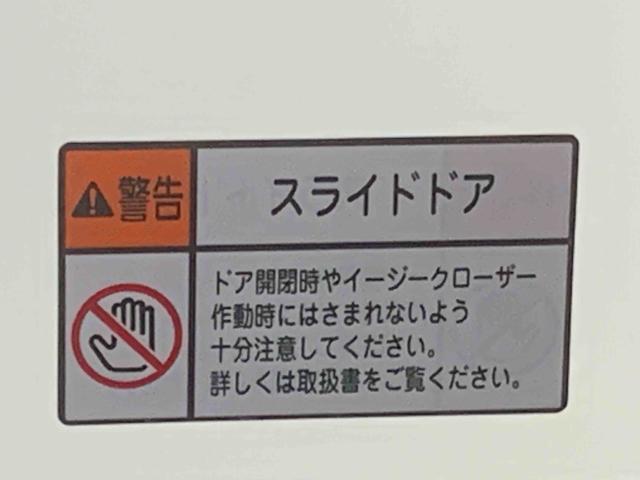 警告
スライドドア
ドア開閉時やイージークローザー
作動時にはさまれないよう
十分注意してください。
詳しくは取扱書をご覧ください。